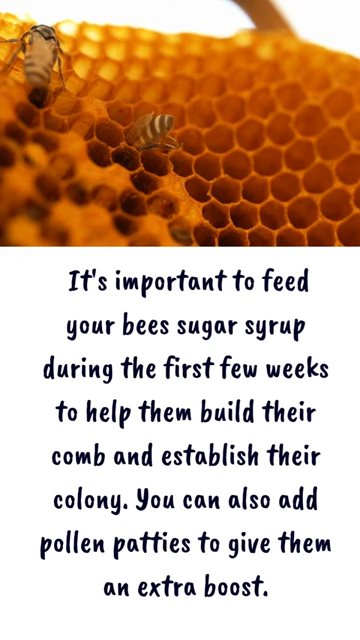 It's important to feed
your bees sugar syrup
during the first few weeks
to help them build their
comb and establish their
colony. You can also add
pollen patties to give them
an extra boost.